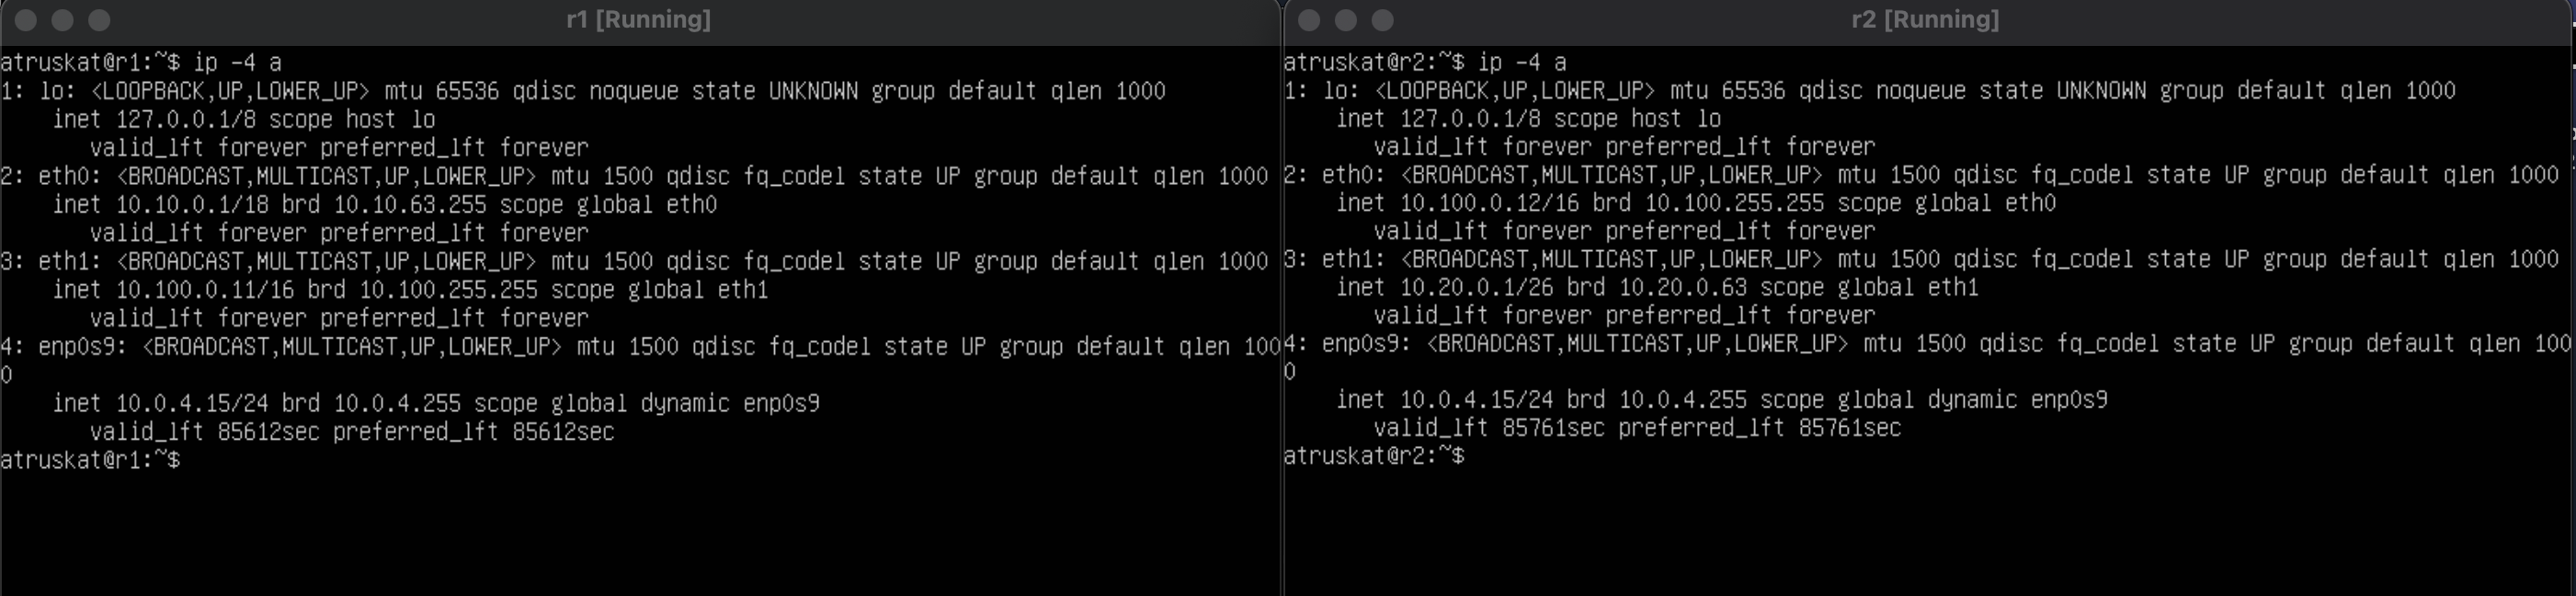 r1 [Running]
atruskat@r1:~$ ip -4 a
1: lo: <LOOPBACK,UP,LOWER_UP> mtu 65536 qdisc noqueue state UNKNOWN group default qlen 1000
    inet 127.0.0.1/8 scope host lo
       valid_lft forever preferred_lft forever
2: eth0: <BROADCAST,MULTICAST,UP,LOWER_UP> mtu 1500 qdisc fq_codel state UP group default qlen 1000
    inet 10.10.0.1/18 brd 10.10.63.255 scope global eth0
       valid_lft forever preferred_lft forever
3: eth1: <BROADCAST,MULTICAST,UP,LOWER_UP> mtu 1500 qdisc fq_codel state UP group default qlen 1000
    inet 10.100.0.11/16 brd 10.100.255.255 scope global eth1
       valid_lft forever preferred_lft forever
4: enp0s9: <BROADCAST,MULTICAST,UP,LOWER_UP> mtu 1500 qdisc fq_codel state UP group default qlen 100
0
    inet 10.0.4.15/24 brd 10.0.4.255 scope global dynamic enp0s9
       valid_lft 85612sec preferred_lft 85612sec
atruskat@r1:~$
r2 [Running]
atruskat@r2:~$ ip -4 a
1: lo: <LOOPBACK,UP,LOWER_UP> mtu 65536 qdisc noqueue state UNKNOWN group default qlen 1000
    inet 127.0.0.1/8 scope host lo
       valid_lft forever preferred_lft forever
2: eth0: <BROADCAST,MULTICAST,UP,LOWER_UP> mtu 1500 qdisc fq_codel state UP group default qlen 1000
    inet 10.100.0.12/16 brd 10.100.255.255 scope global eth0
       valid_lft forever preferred_lft forever
3: eth1: <BROADCAST,MULTICAST,UP,LOWER_UP> mtu 1500 qdisc fq_codel state UP group default qlen 1000
    inet 10.20.0.1/26 brd 10.20.0.63 scope global eth1
       valid_lft forever preferred_lft forever
4: enp0s9: <BROADCAST,MULTICAST,UP,LOWER_UP> mtu 1500 qdisc fq_codel state UP group default qlen 100
0
    inet 10.0.4.15/24 brd 10.0.4.255 scope global dynamic enp0s9
       valid_lft 85761sec preferred_lft 85761sec
atruskat@r2:~$